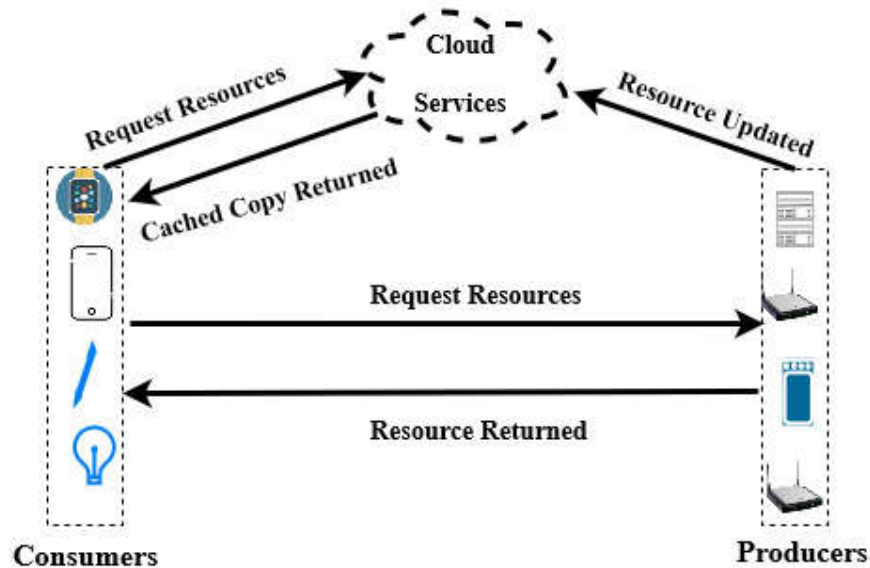 Cloud
Services
Request Resources
Resource Updated
Cached Copy Returned
Request Resources
Resource Returned
Consumers
Producers